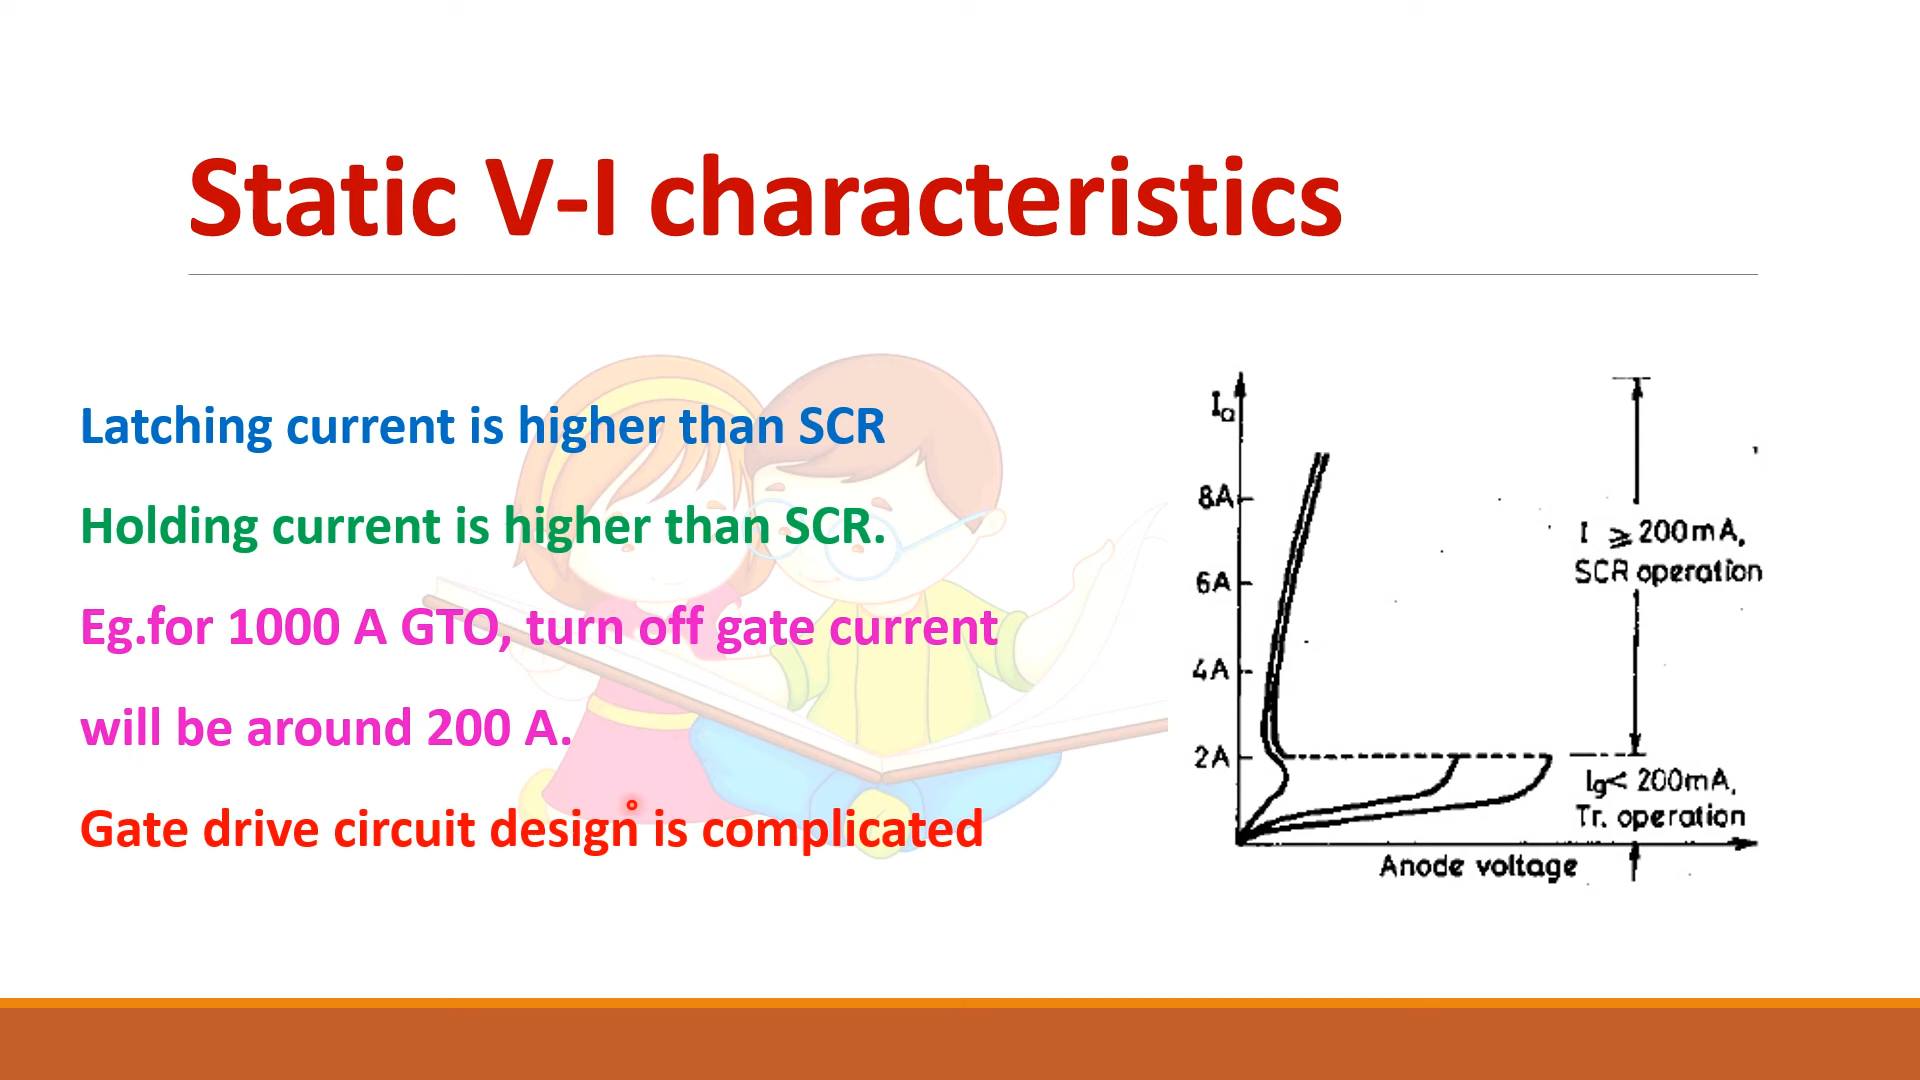 Static V-I characteristics
Latching current is higher than SCR
Holding current is higher than SCR.
Eg.for 1000 A GTO, turn off gate current
will be around 200 A.
Gate drive circuit design is complicated
Ia
8A
6A
4A
2A
I ⩾ 200mA,
SCR operation
Ig< 200mA,
Tr. operation
Anode voltage